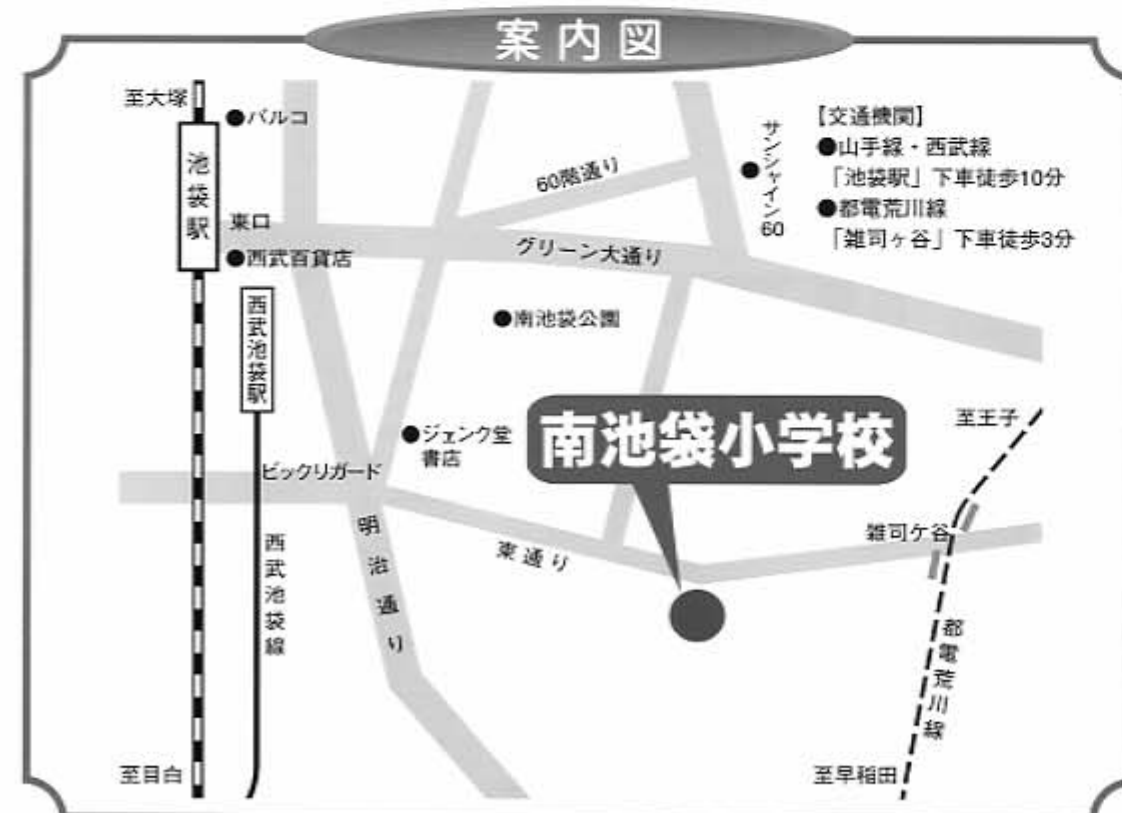 案内図
至大塚
●パルコ
池袋駅
東口
●西武百貨店
西武池袋駅
60階通り
グリーン大通り
サンシャイン60
【交通機関】
●山手線・西武線
「池袋駅」下車徒歩10分
●都電荒川線
「雑司ヶ谷」下車徒歩3分
●南池袋公園
●ジュンク堂
書店
南池袋小学校
至王子
ビックリガード
雑司ケ谷
東通り
明治通り
西武池袋線
都電荒川線
至目白
至早稲田